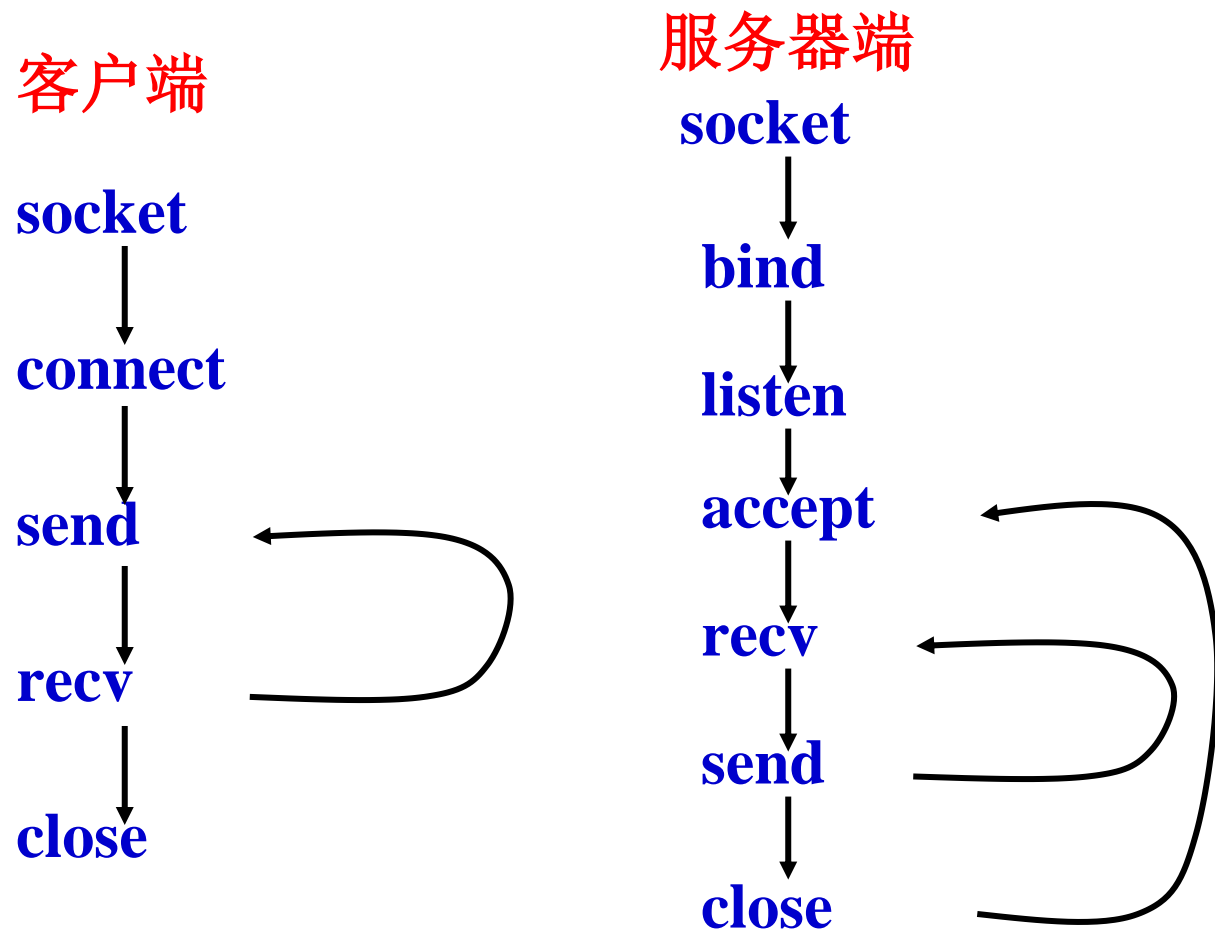 客户端
socket
connect
send
recv
close
服务器端
socket
bind
listen
accept
recv
send
close